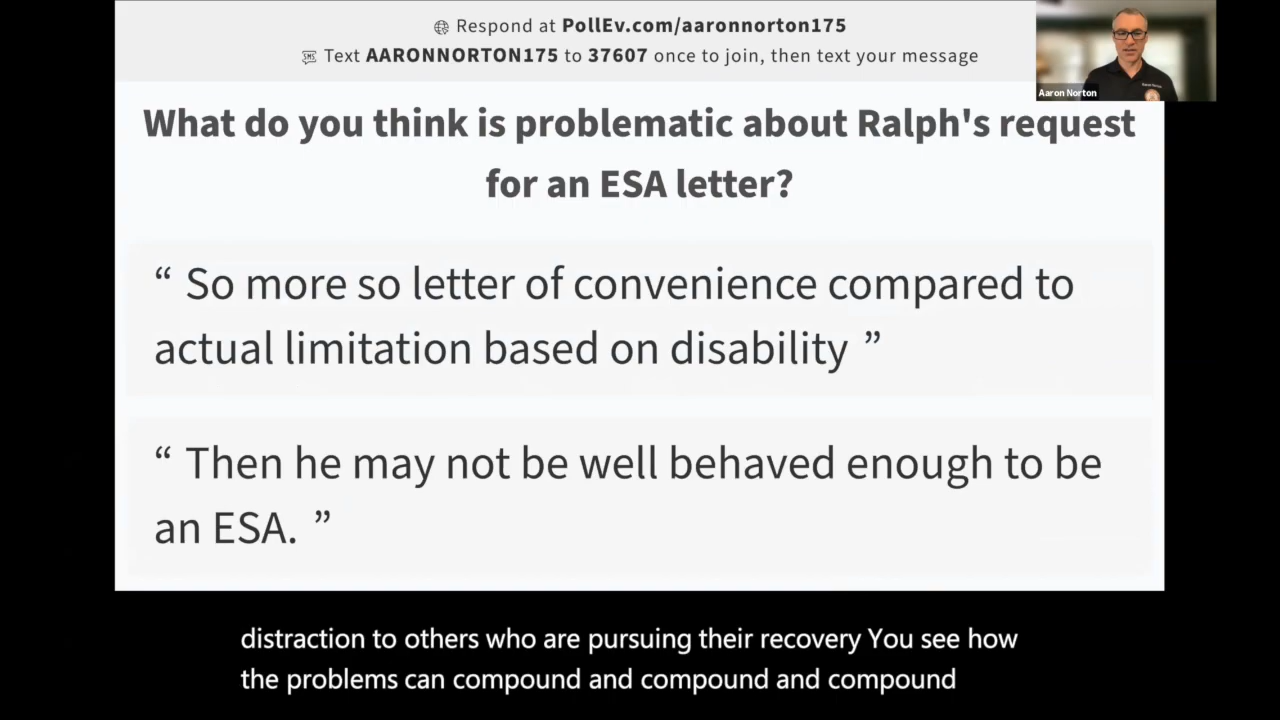 Respond at PollEv.com/aaronnorton175
Text AARONNORTON175 to 37607 once to join, then text your message
Aaron Norton
What do you think is problematic about Ralph's request
for an ESA letter?
“ So more so letter of convenience compared to
actual limitation based on disability ”
“ Then he may not be well behaved enough to be
an ESA. ”
distraction to others who are pursuing their recovery You see how
the problems can compound and compound and compound